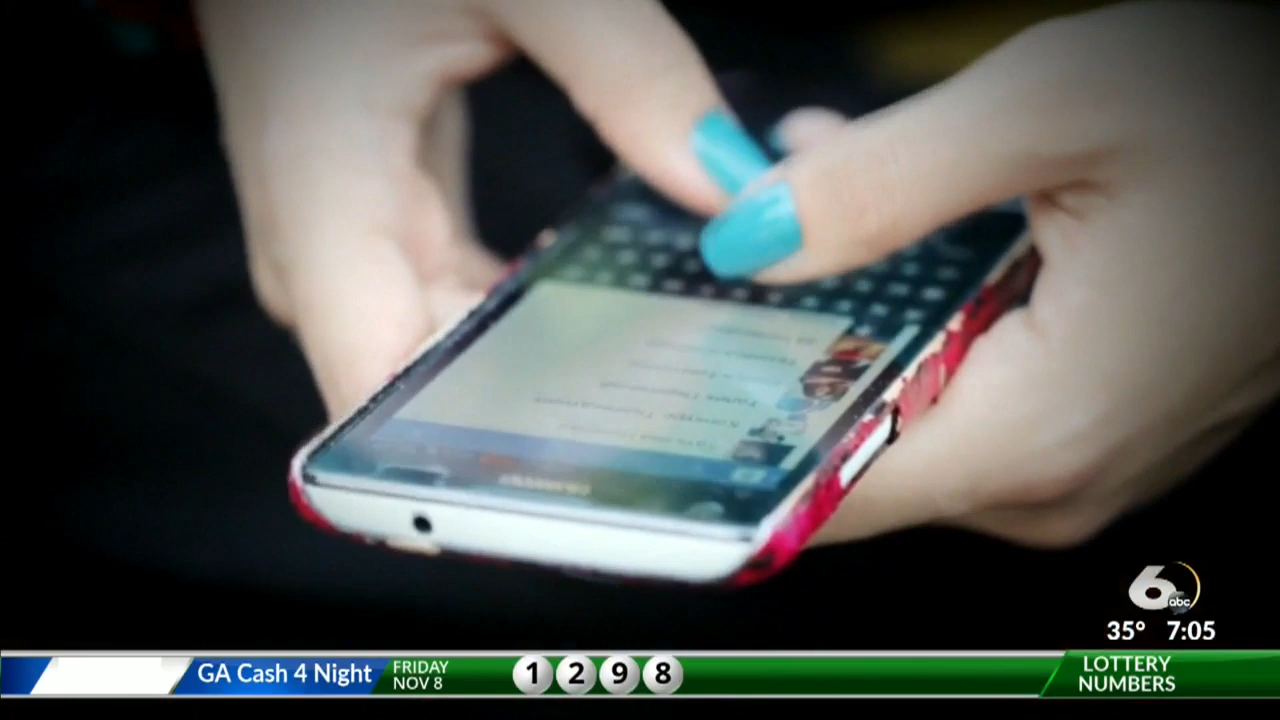 6
abc
35° 7:05
GA Cash 4 Night
FRIDAY
NOV 8
1 2 9 8
LOTTERY
NUMBERS